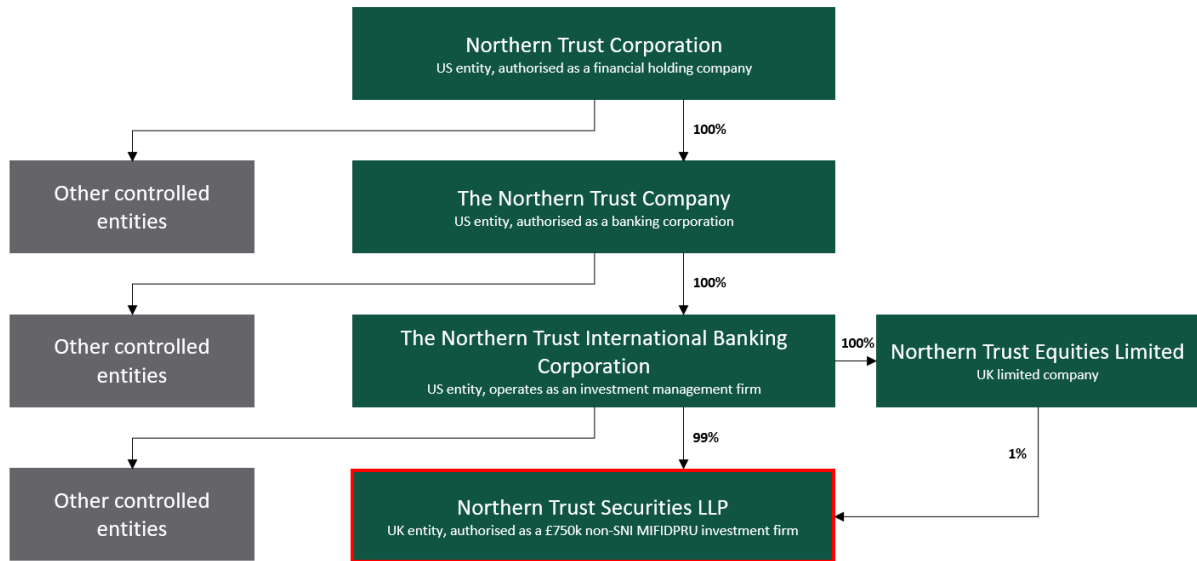 Northern Trust Corporation
US entity, authorised as a financial holding company
100%
Other controlled
entities
The Northern Trust Company
US entity, authorised as a banking corporation
100%
Other controlled
entities
The Northern Trust International Banking
Corporation
US entity, operates as an investment management firm
100%
Northern Trust Equities Limited
UK limited company
99%
1%
Other controlled
entities
Northern Trust Securities LLP
UK entity, authorised as a £750k non-SNI MIFIDPRU investment firm